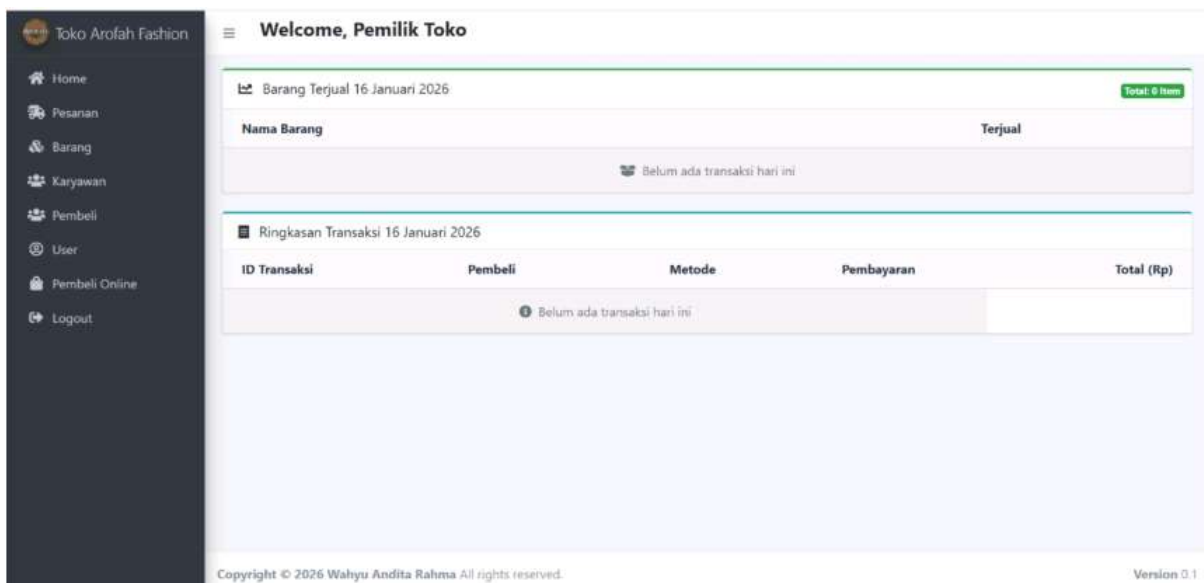 Toko Arofah Fashion
Welcome, Pemilik Toko
Home
Pesanan
Barang
Karyawan
Pembeli
User
Pembeli Online
Logout
Barang Terjual 16 Januari 2026
Total: 0 Item
Nama Barang Terjual
Belum ada transaksi hari ini
Ringkasan Transaksi 16 Januari 2026
ID Transaksi Pembeli Metode Pembayaran Total (Rp)
Belum ada transaksi hari ini
Copyright © 2026 Wahyu Andita Rahma All rights reserved.
Version 0.1